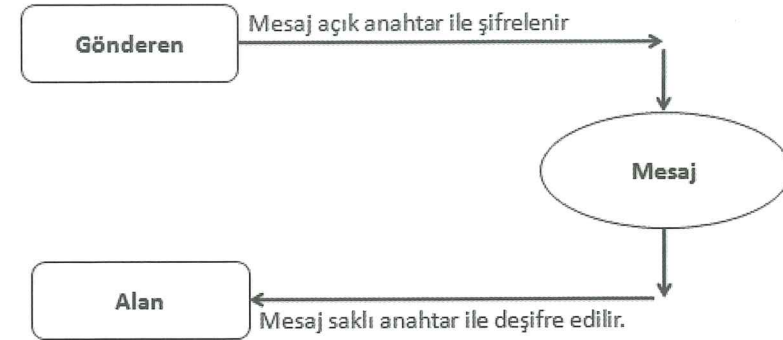 Mesaj açık anahtar ile şifrelenir
Gönderen
Mesaj
Alan
Mesaj saklı anahtar ile deşifre edilir.